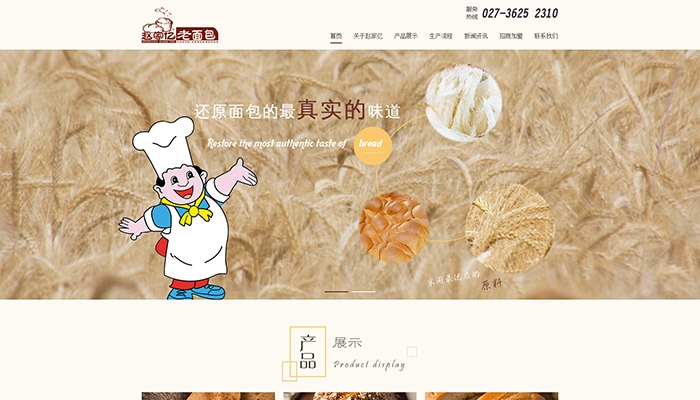 赵家亿老面包
服务
热线 027-3625 2310
首页 关于赵家亿 产品展示 生产流程 新闻资讯 招商加盟 联系我们
还原面包的最真实的味道
Restore the most authentic taste of bread
采用最优质的
原料
产品
展示
Product display